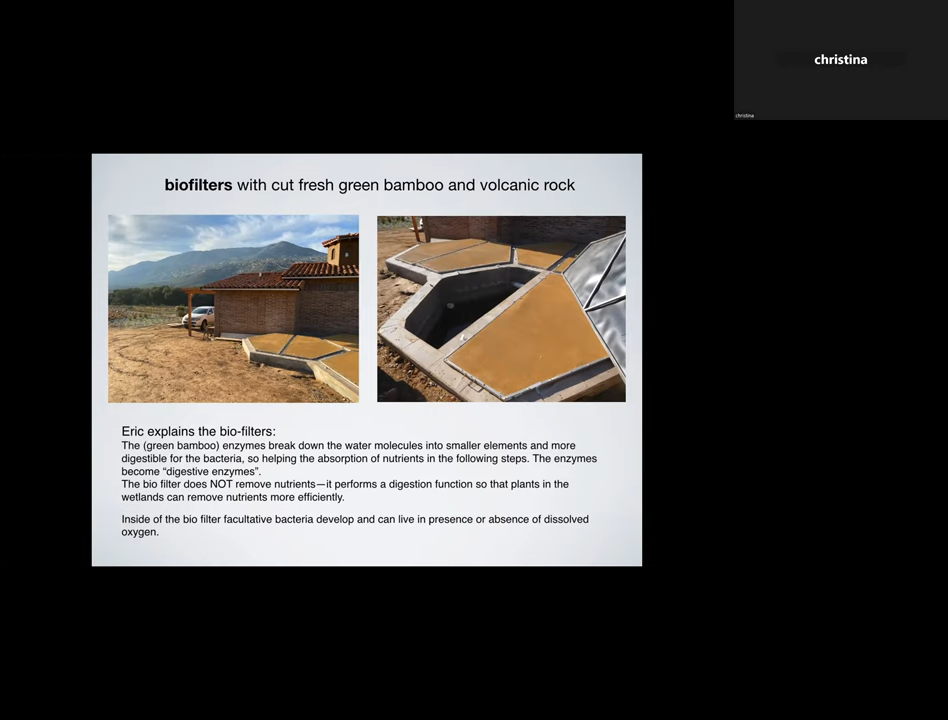 christina
christina
biofilters with cut fresh green bamboo and volcanic rock
Eric explains the bio-filters:
The (green bamboo) enzymes break down the water molecules into smaller elements and more
digestible for the bacteria, so helping the absorption of nutrients in the following steps. The enzymes
become “digestive enzymes”.
The bio filter does NOT remove nutrients—it performs a digestion function so that plants in the
wetlands can remove nutrients more efficiently.
Inside of the bio filter facultative bacteria develop and can live in presence or absence of dissolved
oxygen.